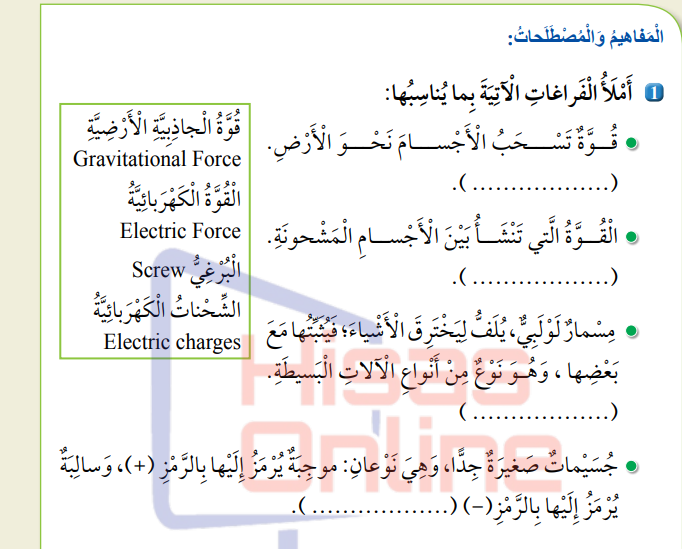 الْمَفاهيمُ وَالْمُصْطَلَحاتُ:
1 أَمْلَأُ الْفَراغاتِ الْآتِيَةَ بِما يُناسِبُها:
قُوَّةٌ تَسْحَبُ الْأَجْسامَ نَحْوَ الْأَرْضِ.
(..................).
الْقُوَّةُ الَّتي تَنْشَأُ بَيْنَ الْأَجْسامِ الْمَشْحونَةِ.
(..................).
مِسْمارٌ لَوْلَبِيٌّ، يُلَفُّ لِيَخْتَرِقَ الْأَشْياءَ؛ فَيُثَبِّتُها مَعَ
بَعْضِها ، وَهُوَ نَوْعٌ مِنْ أَنْواعِ الْآلاتِ الْبَسيطَةِ.
(..................)
جُسَيْماتٌ صَغيرَةٌ جِدًّا، وَهِيَ نَوْعانِ: موجِبَةٌ يُرْمَزُ إِلَيْها بِالرَّمْزِ (+)، وَسالِبَةٌ
يُرْمَزُ إِلَيْها بِالرَّمْزِ(−) (..................).
قُوَّةُ الْجاذِبِيَّةِ الْأَرْضِيَّةِ
Gravitational Force
الْقُوَّةُ الْكَهْرَبائِيَّةُ
Electric Force
الْبُرْغِيُّ Screw
الشِّحْناتُ الْكَهْرَبائِيَّةُ
Electric charges
Hisas
Online